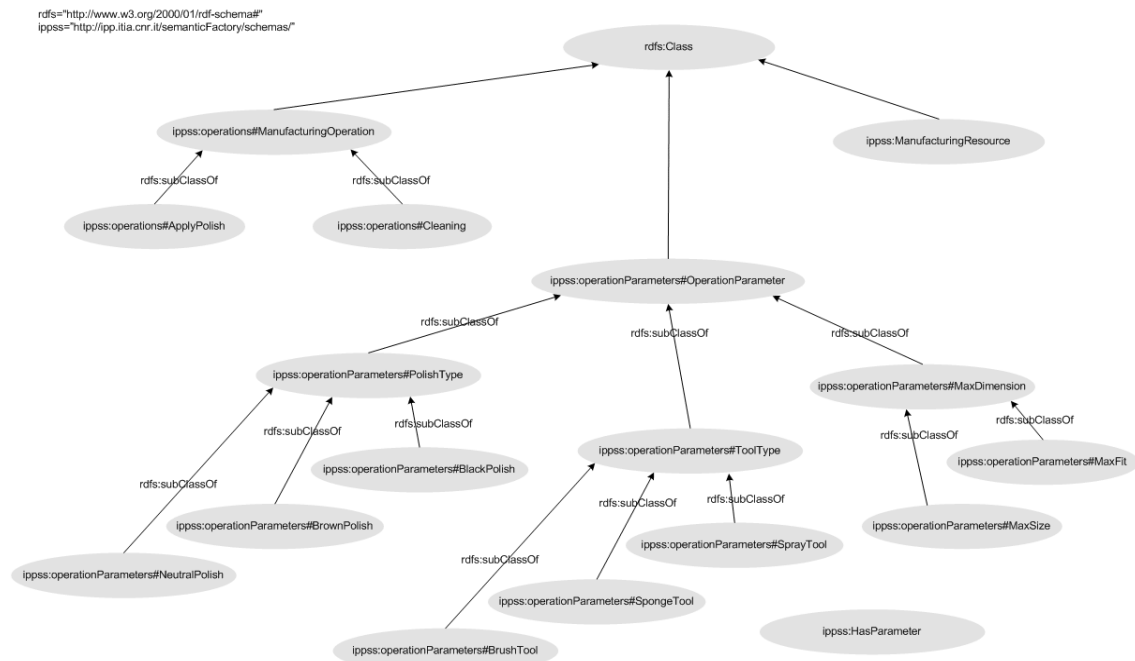 rdfs="http://www.w3.org/2000/01/rdf-schema#"
ippss="http://ipp.itia.cnr.it/semanticFactory/schemas/"
rdfs:Class
ippss:operations#ManufacturingOperation
ippss:ManufacturingResource
rdfs:subClassOf
rdfs:subClassOf
ippss:operations#ApplyPolish
ippss:operations#Cleaning
ippss:operationParameters#OperationParameter
rdfs:subClassOf
rdfs:subClassOf
rdfs:subClassOf
ippss:operationParameters#PolishType
ippss:operationParameters#MaxDimension
rdfs:subClassOf
rdfs:subClassOf
rdfs:subClassOf
rdfs:subClassOf
ippss:operationParameters#ToolType
ippss:operationParameters#BlackPolish
ippss:operationParameters#MaxFit
rdfs:subClassOf
rdfs:subClassOf
rdfs:subClassOf
ippss:operationParameters#BrownPolish
ippss:operationParameters#MaxSize
ippss:operationParameters#SprayTool
rdfs:subClassOf
ippss:operationParameters#NeutralPolish
ippss:operationParameters#SpongeTool
ippss:HasParameter
ippss:operationParameters#BrushTool